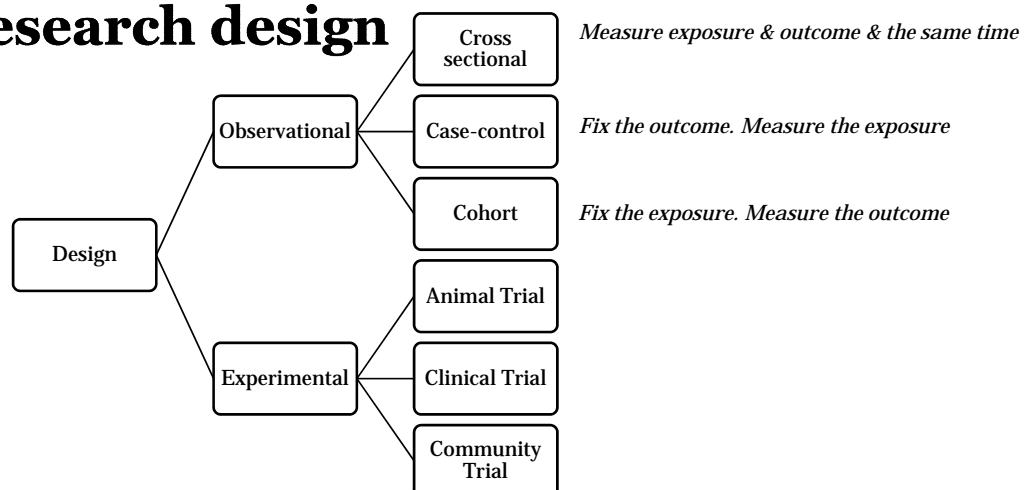 esearch design
Cross
sectional
Measure exposure & outcome & the same time
Observational
Case-control
Fix the outcome. Measure the exposure
Cohort
Fix the exposure. Measure the outcome
Design
Animal Trial
Experimental
Clinical Trial
Community
Trial